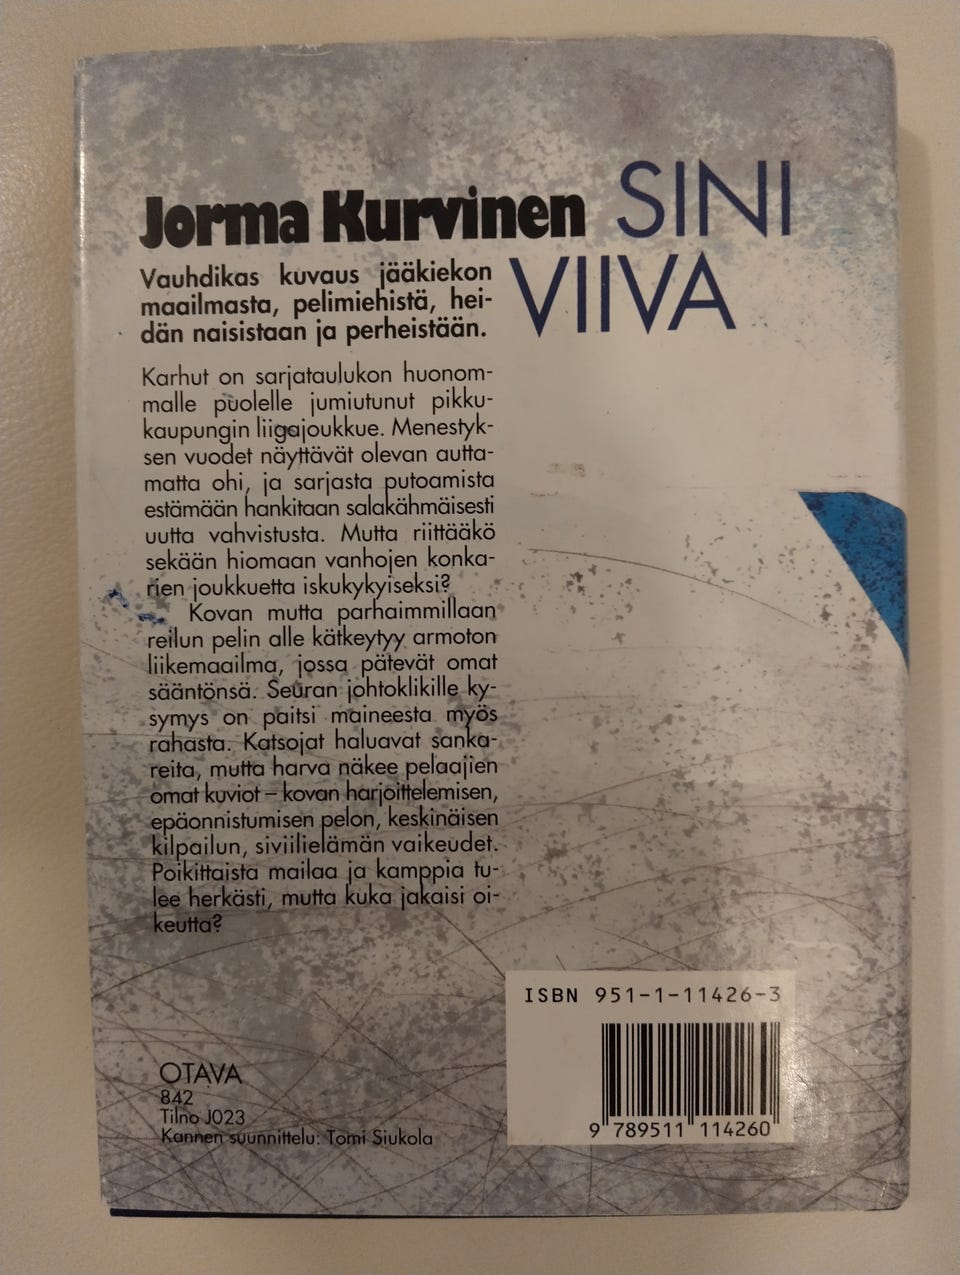 Jorma Kurvinen SINI
VIIVA
Vauhdikas kuvaus jääkiekon
maailmasta, pelimiehistä, hei-
dän naisistaan ja perheistään.
Karhut on sarjataulukon huonom-
malle puolelle jumiutunut pikku-
kaupungin liigajoukkue. Menestyk-
sen vuodet näyttävät olevan autta-
matta ohi, ja sarjasta putoamista
estämään hankitaan salakähmäisesti
uutta vahvistusta. Mutta riittääkö
sekään hiomaan vanhojen konka-
rien joukkuetta iskukykyiseksi?
Kovan mutta parhaimmillaan
reilun pelin alle kätkeytyy armoton
liikemaailma, jossa pätevät omat
sääntönsä. Seuran johtoklikille ky-
symys on paitsi maineesta myös
rahasta. Katsojat haluavat sanka-
reita, mutta harva näkee pelaajien
omat kuviot – kovan harjoittelemisen,
epäonnistumisen pelon, keskinäisen
kilpailun, siviilielämän vaikeudet.
Poikittaista mailaa ja kamppia tu-
lee herkästi, mutta kuka jakaisi oi-
keutta?
ISBN 951-1-11426-3
9 789511 114260
OTAVA
842
Tilno J023
Kannen suunnittelu: Tomi Siukola